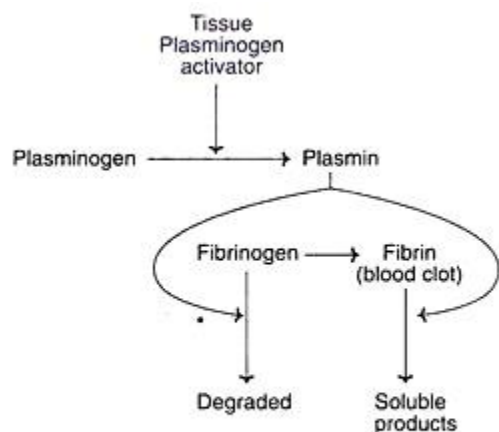 Tissue
Plasminogen
activator
Plasminogen
Plasmin
Fibrinogen
Fibrin
(blood clot)
Degraded
Soluble
products